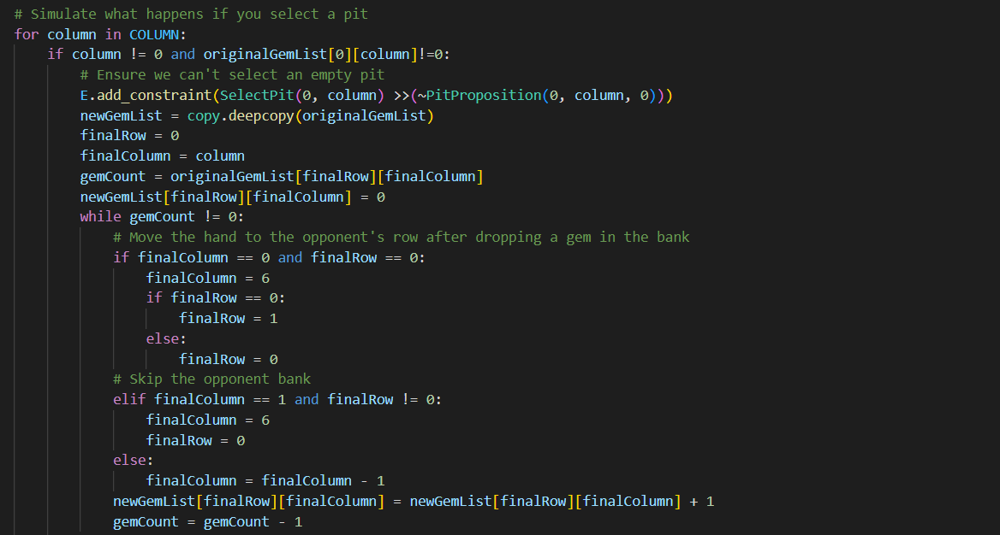 # Simulate what happens if you select a pit
for column in COLUMN:
    if column != 0 and originalGemList[0][column]!=0:
        # Ensure we can't select an empty pit
        E.add_constraint(SelectPit(0, column) >>(~PitProposition(0, column, 0)))
        newGemList = copy.deepcopy(originalGemList)
        finalRow = 0
        finalColumn = column
        gemCount = originalGemList[finalRow][finalColumn]
        newGemList[finalRow][finalColumn] = 0
        while gemCount != 0:
            # Move the hand to the opponent's row after dropping a gem in the bank
            if finalColumn == 0 and finalRow == 0:
                finalColumn = 6
                if finalRow == 0:
                    finalRow = 1
                else:
                    finalRow = 0
            # Skip the opponent bank
            elif finalColumn == 1 and finalRow != 0:
                finalColumn = 6
                finalRow = 0
            else:
                finalColumn = finalColumn - 1
            newGemList[finalRow][finalColumn] = newGemList[finalRow][finalColumn] + 1
            gemCount = gemCount - 1